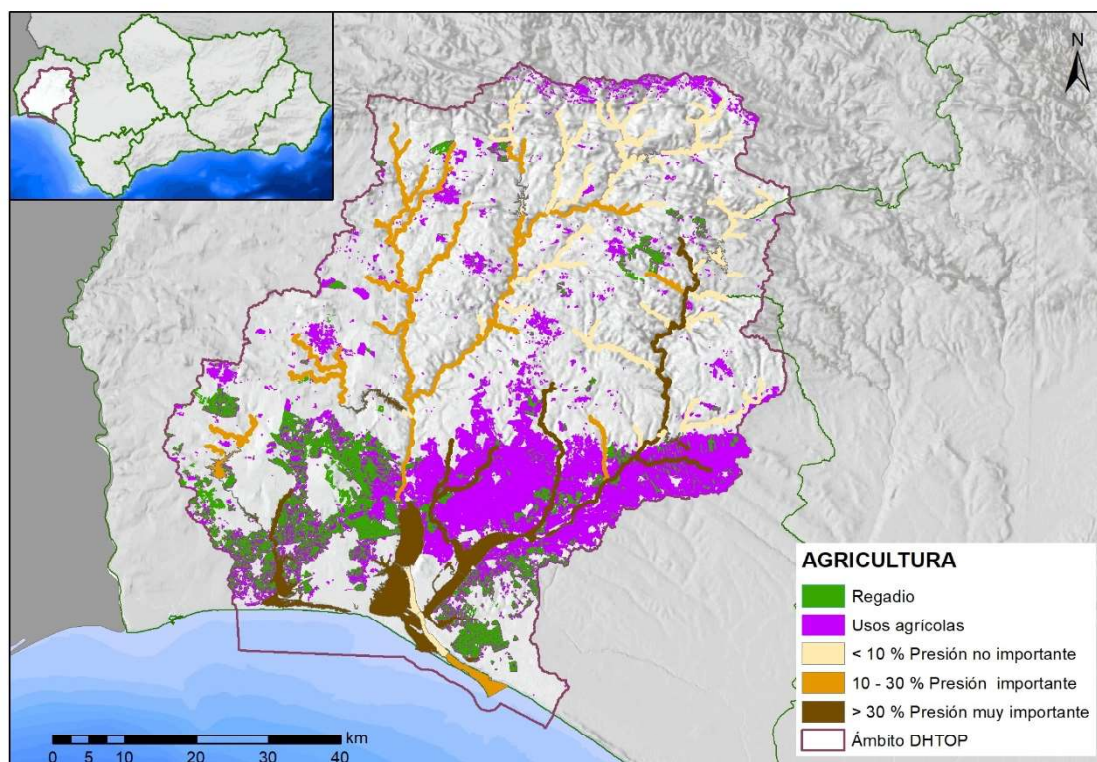 N
AGRICULTURA
Regadio
Usos agrícolas
< 10 % Presión no importante
10 - 30 % Presión importante
> 30 % Presión muy importante
Ámbito DHTOP
km
0 5 10 20 30 40